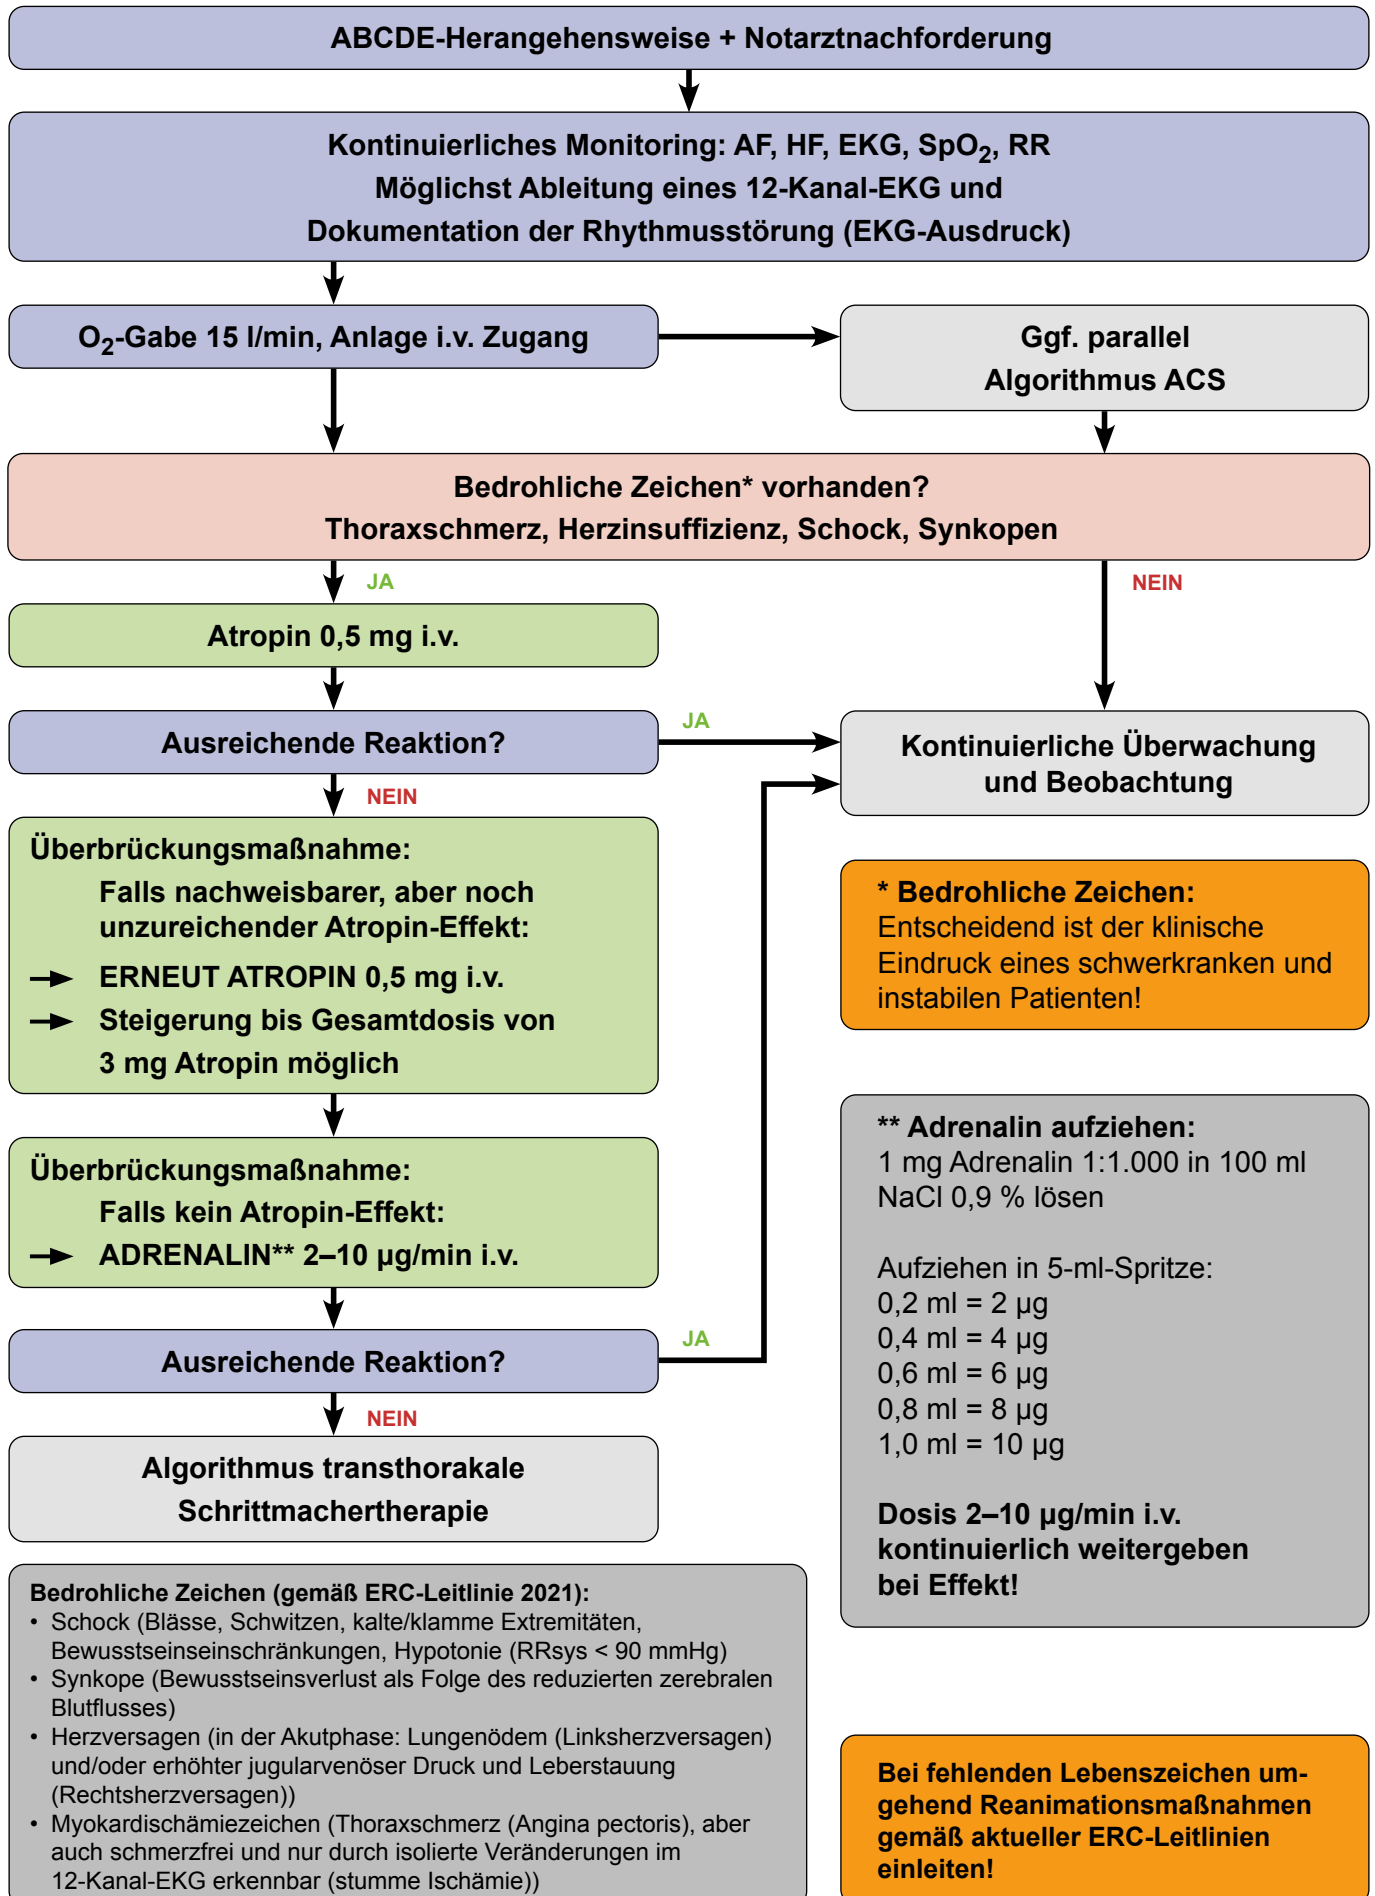 ABCDE-Herangehensweise + Notarztnachforderung
Kontinuierliches Monitoring: AF, HF, EKG, SpO₂, RR
Möglichst Ableitung eines 12-Kanal-EKG und
Dokumentation der Rhythmusstörung (EKG-Ausdruck)
O₂-Gabe 15 l/min, Anlage i.v. Zugang
Ggf. parallel
Algorithmus ACS
Bedrohliche Zeichen* vorhanden?
Thoraxschmerz, Herzinsuffizienz, Schock, Synkopen
JA
NEIN
Atropin 0,5 mg i.v.
Ausreichende Reaktion?
JA
Kontinuierliche Überwachung
und Beobachtung
NEIN
Überbrückungsmaßnahme:
Falls nachweisbarer, aber noch
unzureichender Atropin-Effekt:
ERNEUT ATROPIN 0,5 mg i.v.
Steigerung bis Gesamtdosis von
3 mg Atropin möglich
* Bedrohliche Zeichen:
Entscheidend ist der klinische
Eindruck eines schwerkranken und
instabilen Patienten!
Überbrückungsmaßnahme:
Falls kein Atropin-Effekt:
ADRENALIN** 2–10 µg/min i.v.
Ausreichende Reaktion?
JA
NEIN
Algorithmus transthorakale
Schrittmachertherapie
** Adrenalin aufziehen:
1 mg Adrenalin 1:1.000 in 100 ml
NaCl 0,9 % lösen
Aufziehen in 5-ml-Spritze:
0,2 ml = 2 µg
0,4 ml = 4 µg
0,6 ml = 6 µg
0,8 ml = 8 µg
1,0 ml = 10 µg
Dosis 2–10 µg/min i.v.
kontinuierlich weitergeben
bei Effekt!
Bedrohliche Zeichen (gemäß ERC-Leitlinie 2021):
• Schock (Blässe, Schwitzen, kalte/klamme Extremitäten,
Bewusstseinseinschränkungen, Hypotonie (RRsys < 90 mmHg)
• Synkope (Bewusstseinsverlust als Folge des reduzierten zerebralen
Blutflusses)
• Herzversagen (in der Akutphase: Lungenödem (Linksherzversagen)
und/oder erhöhter jugularvenöser Druck und Leberstauung
(Rechtsherzversagen))
• Myokardischämiezeichen (Thoraxschmerz (Angina pectoris), aber
auch schmerzfrei und nur durch isolierte Veränderungen im
12-Kanal-EKG erkennbar (stumme Ischämie))
Bei fehlenden Lebenszeichen um-
gehend Reanimationsmaßnahmen
gemäß aktueller ERC-Leitlinien
einleiten!